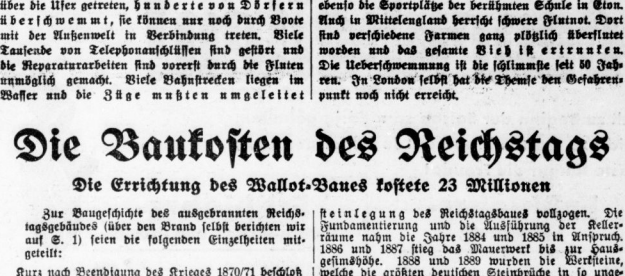 über die Ufer getreten, hunderte von Dörfern
überschwemmt, sie können nur noch durch Boote
mit der Außenwelt in Verbindung treten. Viele
Tausende von Telephonanschlüssen sind gestört und
die Reparaturarbeiten sind vorerst durch die Fluten
unmöglich gemacht. Viele Bahnstrecken liegen im
Wasser und die Züge mußten umgeleitet
ebenso die Sportplätze der berühmten Schule in Eton.
Auch in Mittelengland herrscht schwere Flutnot. Dort
sind verschiedene Farmen ganz plötzlich überflutet
worden und das gesamte Vieh ist ertrunken.
Die Ueberschwemmung ist die schlimmste seit 50 Jah-
ren. In London selbst hat die Themse den Gefahren-
punkt noch nicht erreicht.
Die Baukosten des Reichstags
Die Errichtung des Wallot-Baues kostete 23 Millionen
Zur Baugeschichte des ausgebrannten Reichs-
tagsgebäudes (über den Brand selbst berichten wir
auf S. 1) seien die folgenden Einzelheiten mit-
geteilt:
Kurz nach Beendigung des Krieges 1870/71 beschloß
steinlegung des Reichstagsbaues vollzogen. Die
Fundamentierung und die Ausführung der Keller-
räume nahm die Jahre 1884 und 1885 in Anspruch.
1886 und 1887 stieg das Mauerwerk bis zur Haus-
gesimshöhe. 1888 und 1889 wurden die Werksteine,
welche die größten deutschen Steinbrüche in so unge-